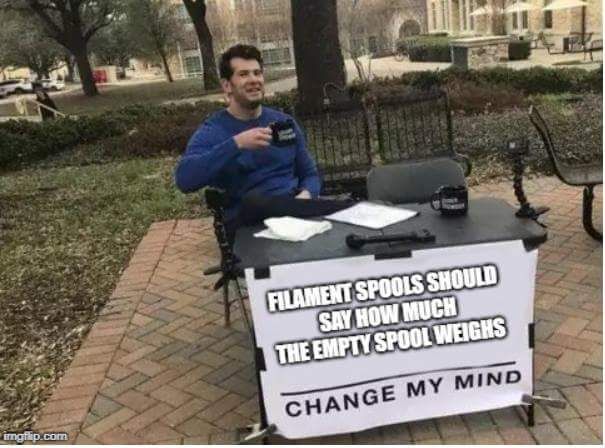 FILAMENT SPOOLS SHOULD
SAY HOW MUCH
THE EMPTY SPOOL WEIGHS
CHANGE MY MIND
imgflip.com